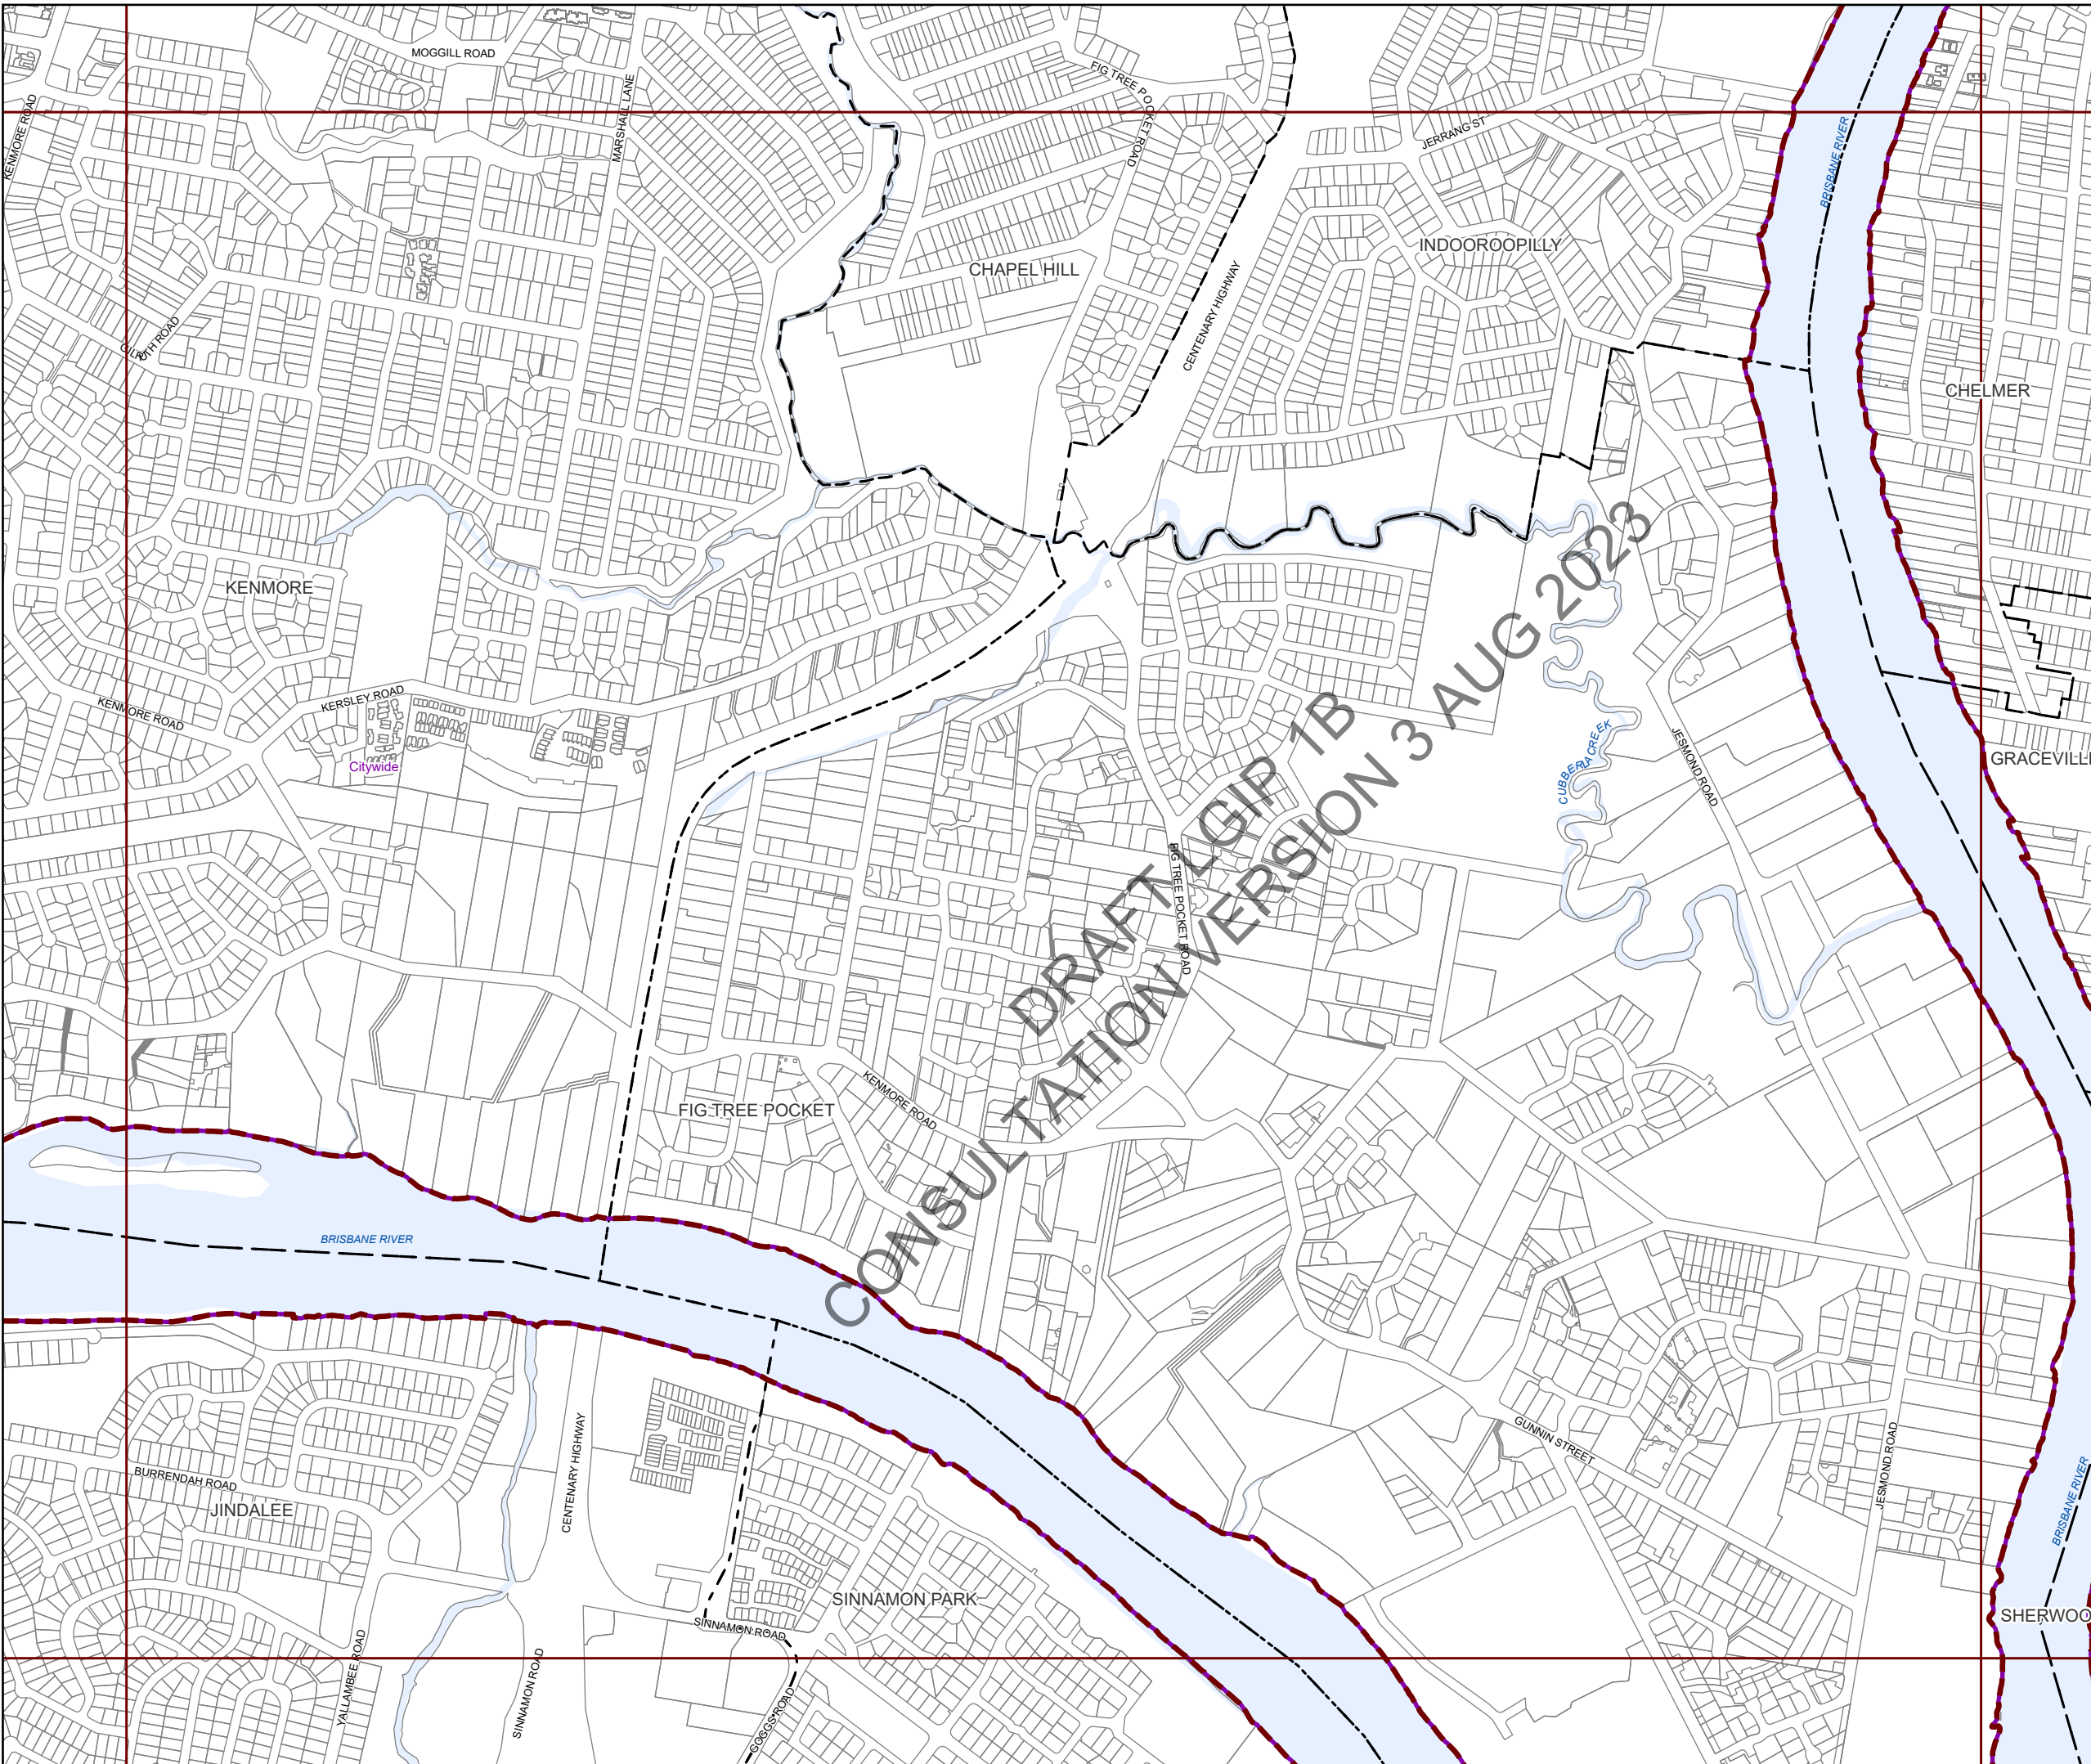 MOGGILL ROAD
FIG TREE POCKET ROAD
KENMORE ROAD
MARSHALL LANE
JERRANG ST
BRISBANE RIVER
INDOOROOPILLY
CHAPEL HILL
CENTENARY HIGHWAY
GILRUTH ROAD
CHELMER
KENMORE
KERSLEY ROAD
KENMORE ROAD
Citywide
CUBBERLA CREEK
JESMOND ROAD
GRACEVILLE
FIG TREE POCKET ROAD
DRAFT LGIP 1B
CONSULTATION VERSION 3 AUG 2023
KENMORE ROAD
FIG TREE POCKET
BRISBANE RIVER
GUNNIN STREET
JESMOND ROAD
BURRENDAH ROAD
JINDALEE
CENTENARY HIGHWAY
BRISBANE RIVER
SINNAMON PARK
SHERWOO
SINNAMON ROAD
YALLAMBEE ROAD
SINNAMON ROAD
GOGGS ROAD